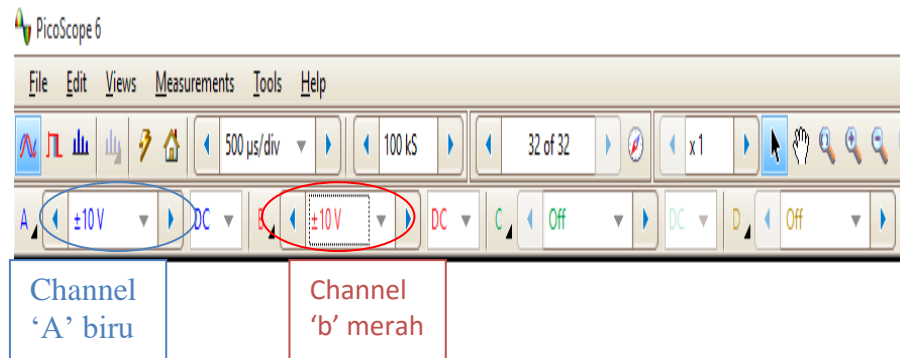 PicoScope 6
File Edit Views Measurements Tools Help
500 µs/div 100 kS 32 of 32 x 1
A ±10 V DC B ±10 V DC C Off DC D Off
Channel
‘A’ biru
Channel
‘b’ merah